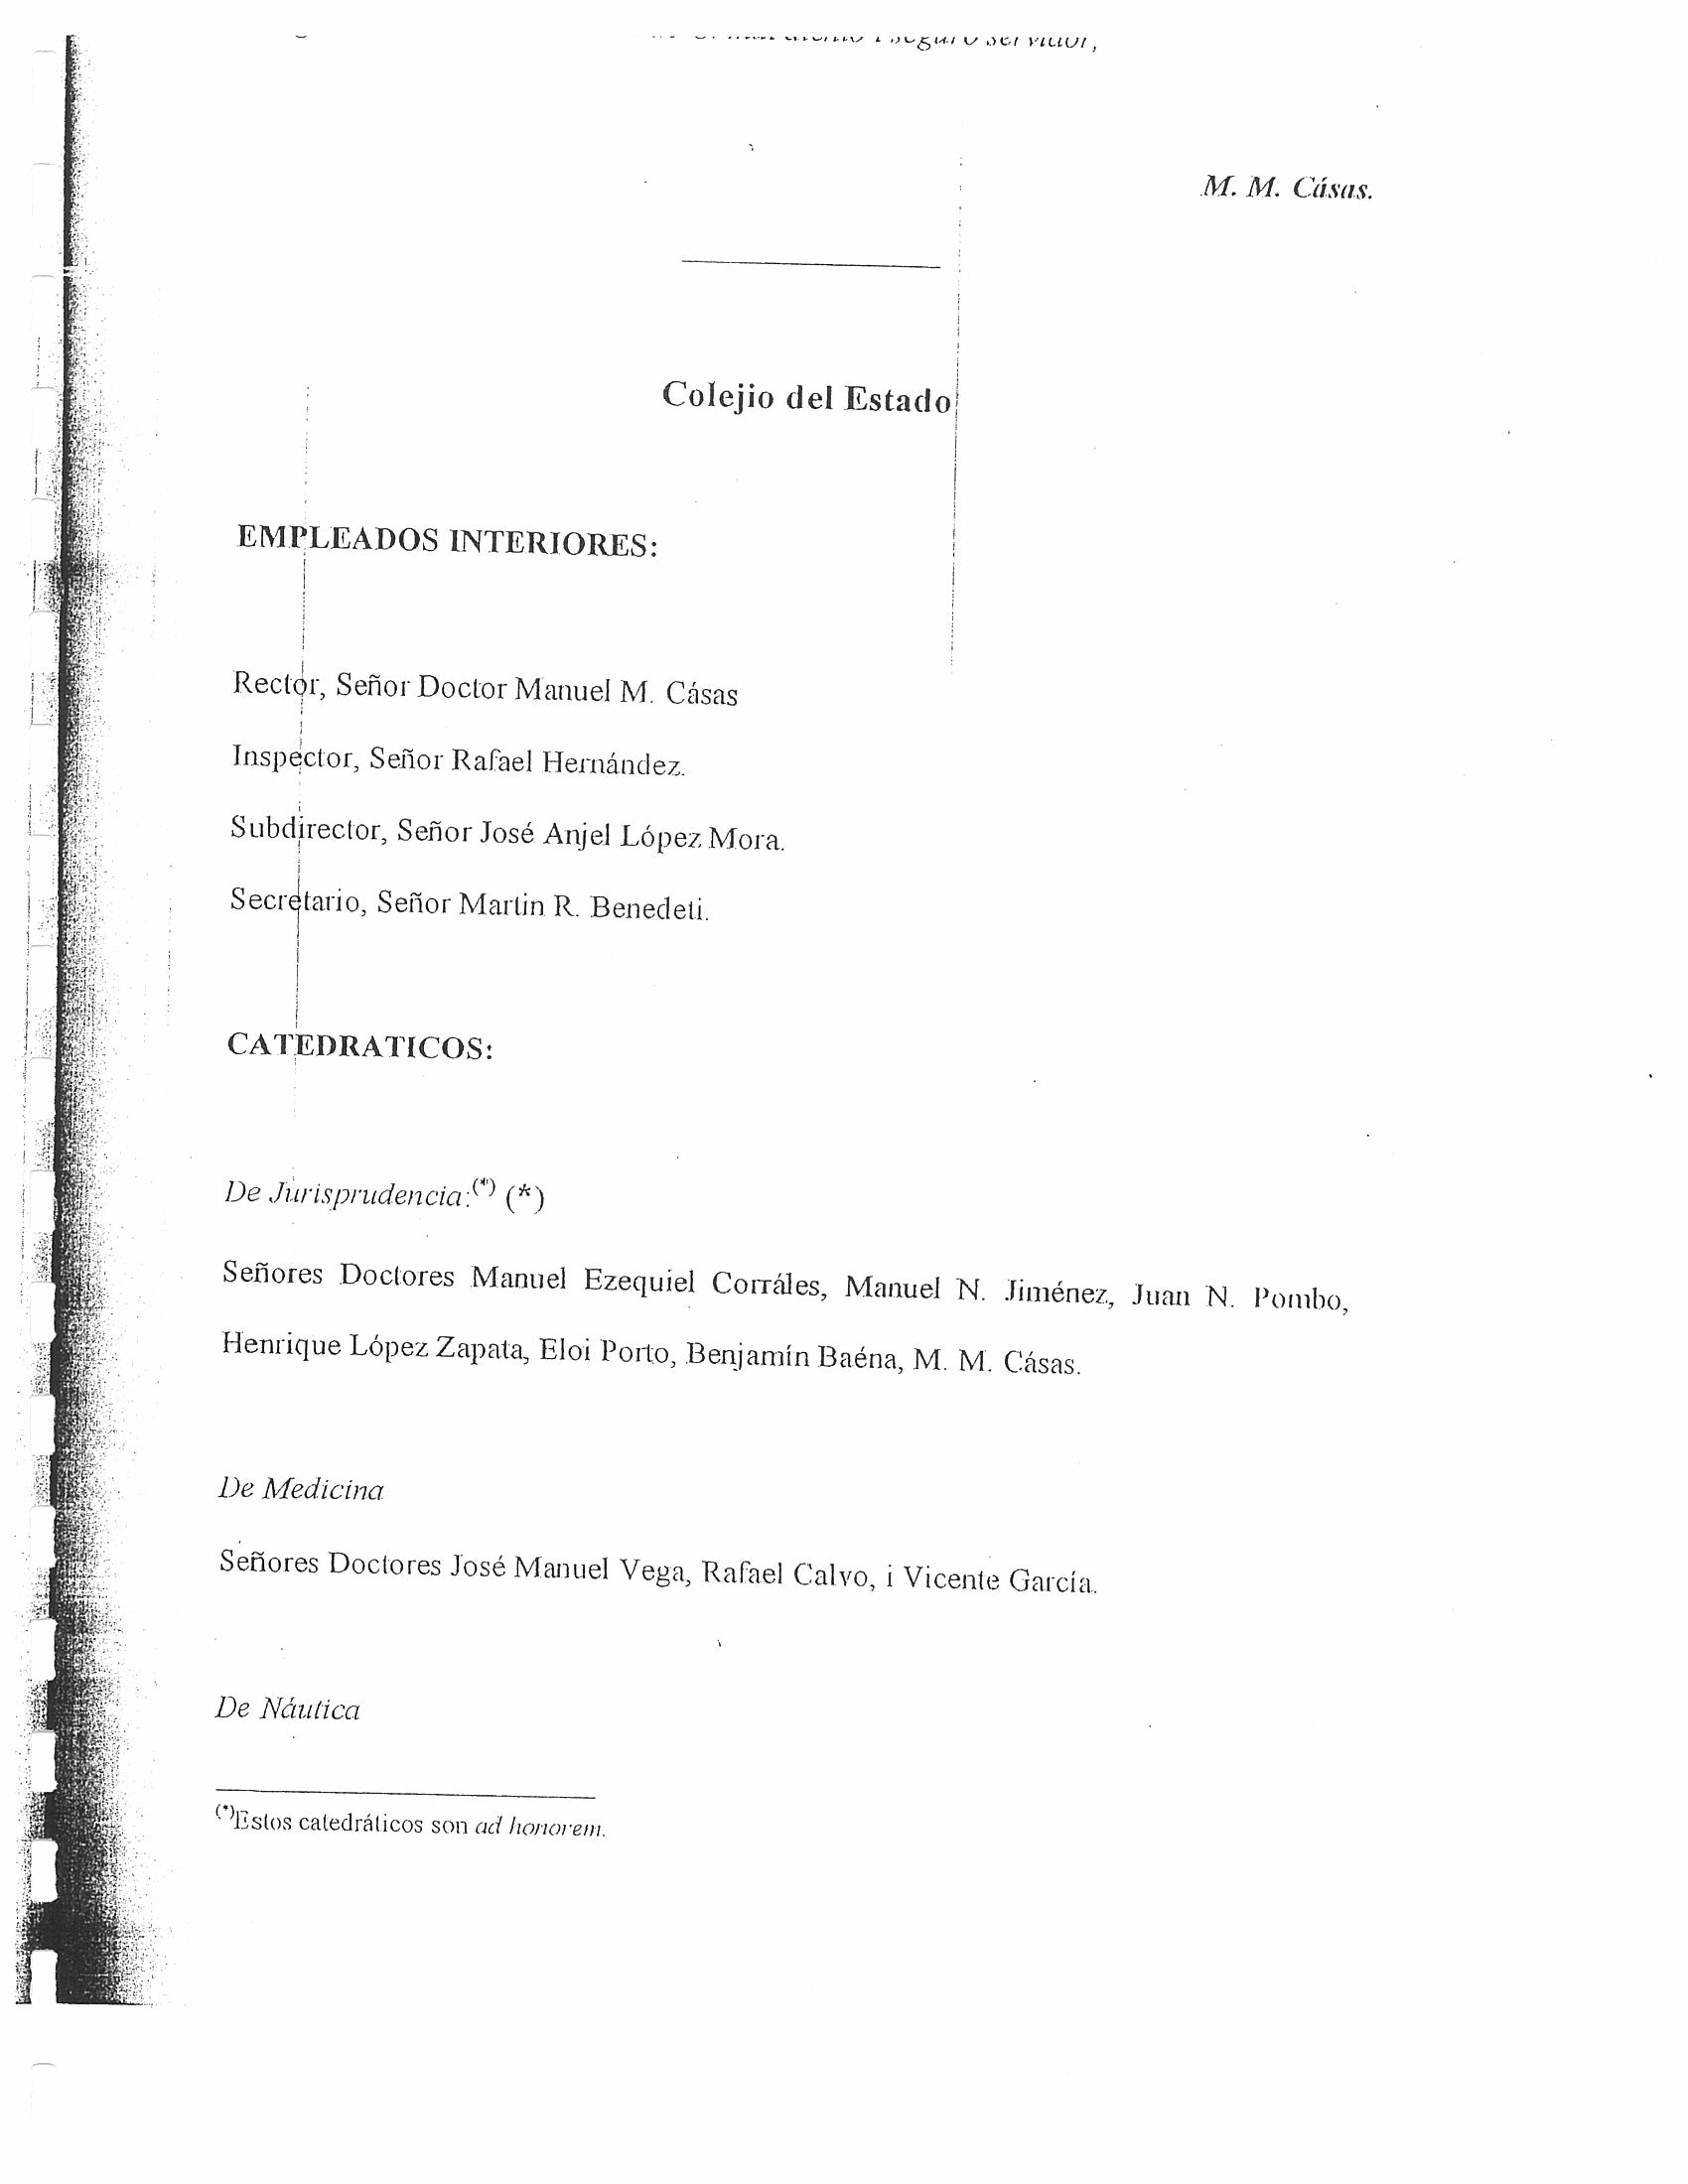 seguro servidor,
M. M. Cásas.
Colejio del Estado
EMPLEADOS INTERIORES:
Rector, Señor Doctor Manuel M. Cásas
Inspector, Señor Rafael Hernández.
Subdirector, Señor José Anjel López Mora.
Secretario, Señor Martin R. Benedeti.
CATEDRATICOS:
De Jurisprudencia:(*) (*)
Señores Doctores Manuel Ezequiel Corráles, Manuel N. Jiménez, Juan N. Pombo,
Henrique López Zapata, Eloi Porto, Benjamín Baéna, M. M. Cásas.
De Medicina
Señores Doctores José Manuel Vega, Rafael Calvo, i Vicente García.
De Náutica
(*)Estos catedráticos son ad honorem.